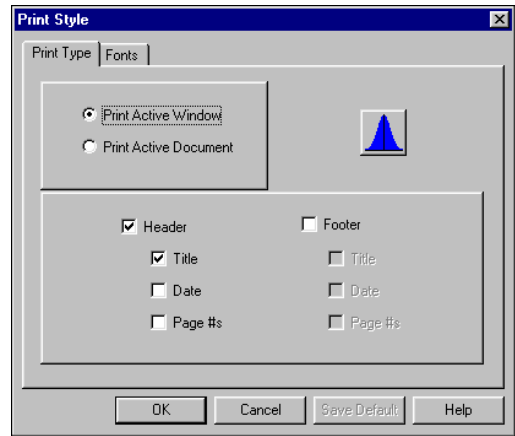 Print Style
Print Type Fonts
Print Active Window
Print Active Document
Header Footer
Title Title
Date Date
Page #s Page #s
OK Cancel Save Default Help